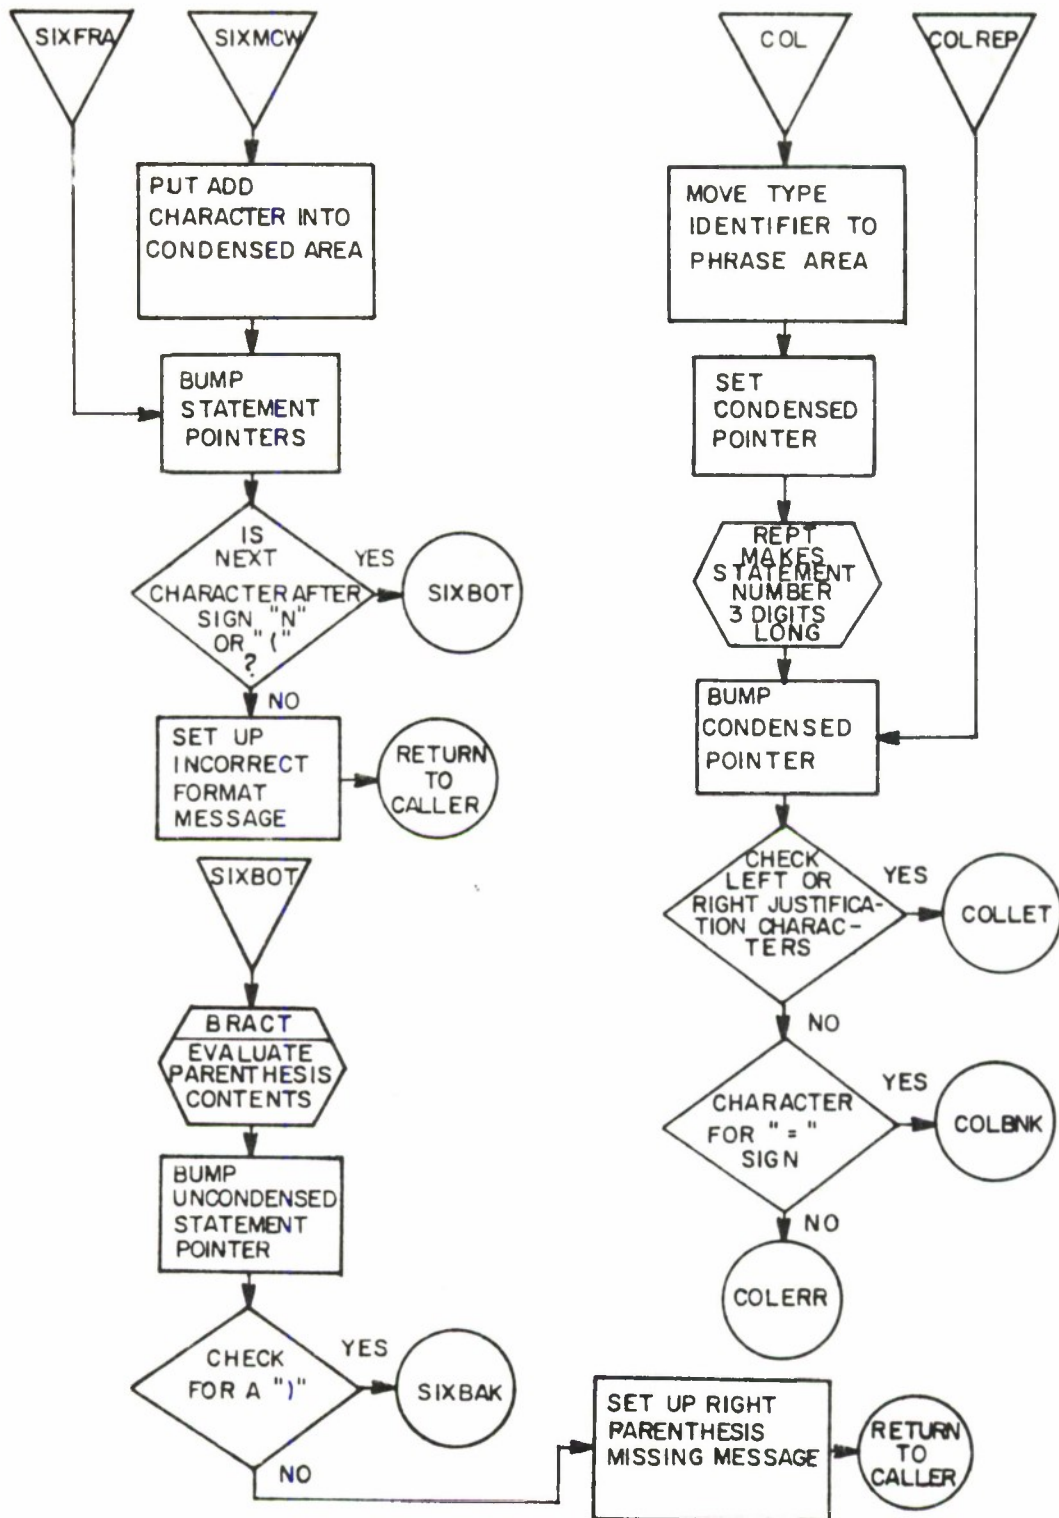 SIXFRA
SIXMCW
PUT ADD
CHARACTER INTO
CONDENSED AREA
BUMP
STATEMENT
POINTERS
IS
NEXT
CHARACTER AFTER
SIGN "N"
OR "("
?
YES
SIXBOT
NO
SET UP
INCORRECT
FORMAT
MESSAGE
RETURN
TO
CALLER
SIXBOT
BRACT
EVALUATE
PARENTHESIS
CONTENTS
BUMP
UNCONDENSED
STATEMENT
POINTER
CHECK
FOR A ")"
YES
SIXBAK
NO
SET UP RIGHT
PARENTHESIS
MISSING MESSAGE
RETURN
TO
CALLER
COL
COLREP
MOVE TYPE
IDENTIFIER TO
PHRASE AREA
SET
CONDENSED
POINTER
REPT
MAKES
STATEMENT
NUMBER
3 DIGITS
LONG
BUMP
CONDENSED
POINTER
CHECK
LEFT OR
RIGHT JUSTIFICA-
TION CHARAC-
TERS
YES
COLLET
NO
CHARACTER
FOR "="
SIGN
YES
COLBNK
NO
COLERR